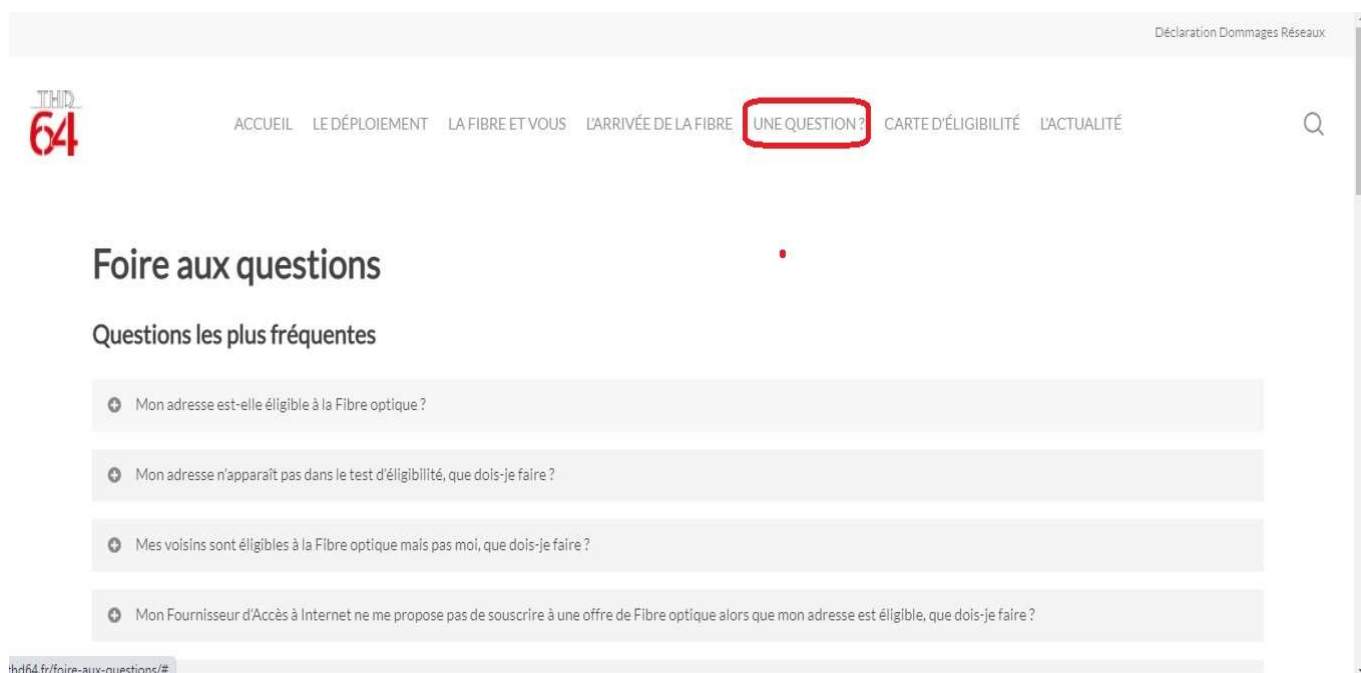 Déclaration Dommages Réseaux
THD
64
ACCUEIL LE DÉPLOIEMENT LA FIBRE ET VOUS L'ARRIVÉE DE LA FIBRE UNE QUESTION ? CARTE D'ÉLIGIBILITÉ L'ACTUALITÉ
Foire aux questions
Questions les plus fréquentes
Mon adresse est-elle éligible à la Fibre optique ?
Mon adresse n'apparaît pas dans le test d'éligibilité, que dois-je faire ?
Mes voisins sont éligibles à la Fibre optique mais pas moi, que dois-je faire ?
Mon Fournisseur d'Accès à Internet ne me propose pas de souscrire à une offre de Fibre optique alors que mon adresse est éligible, que dois-je faire ?
thd64.fr/foire-aux-questions/#